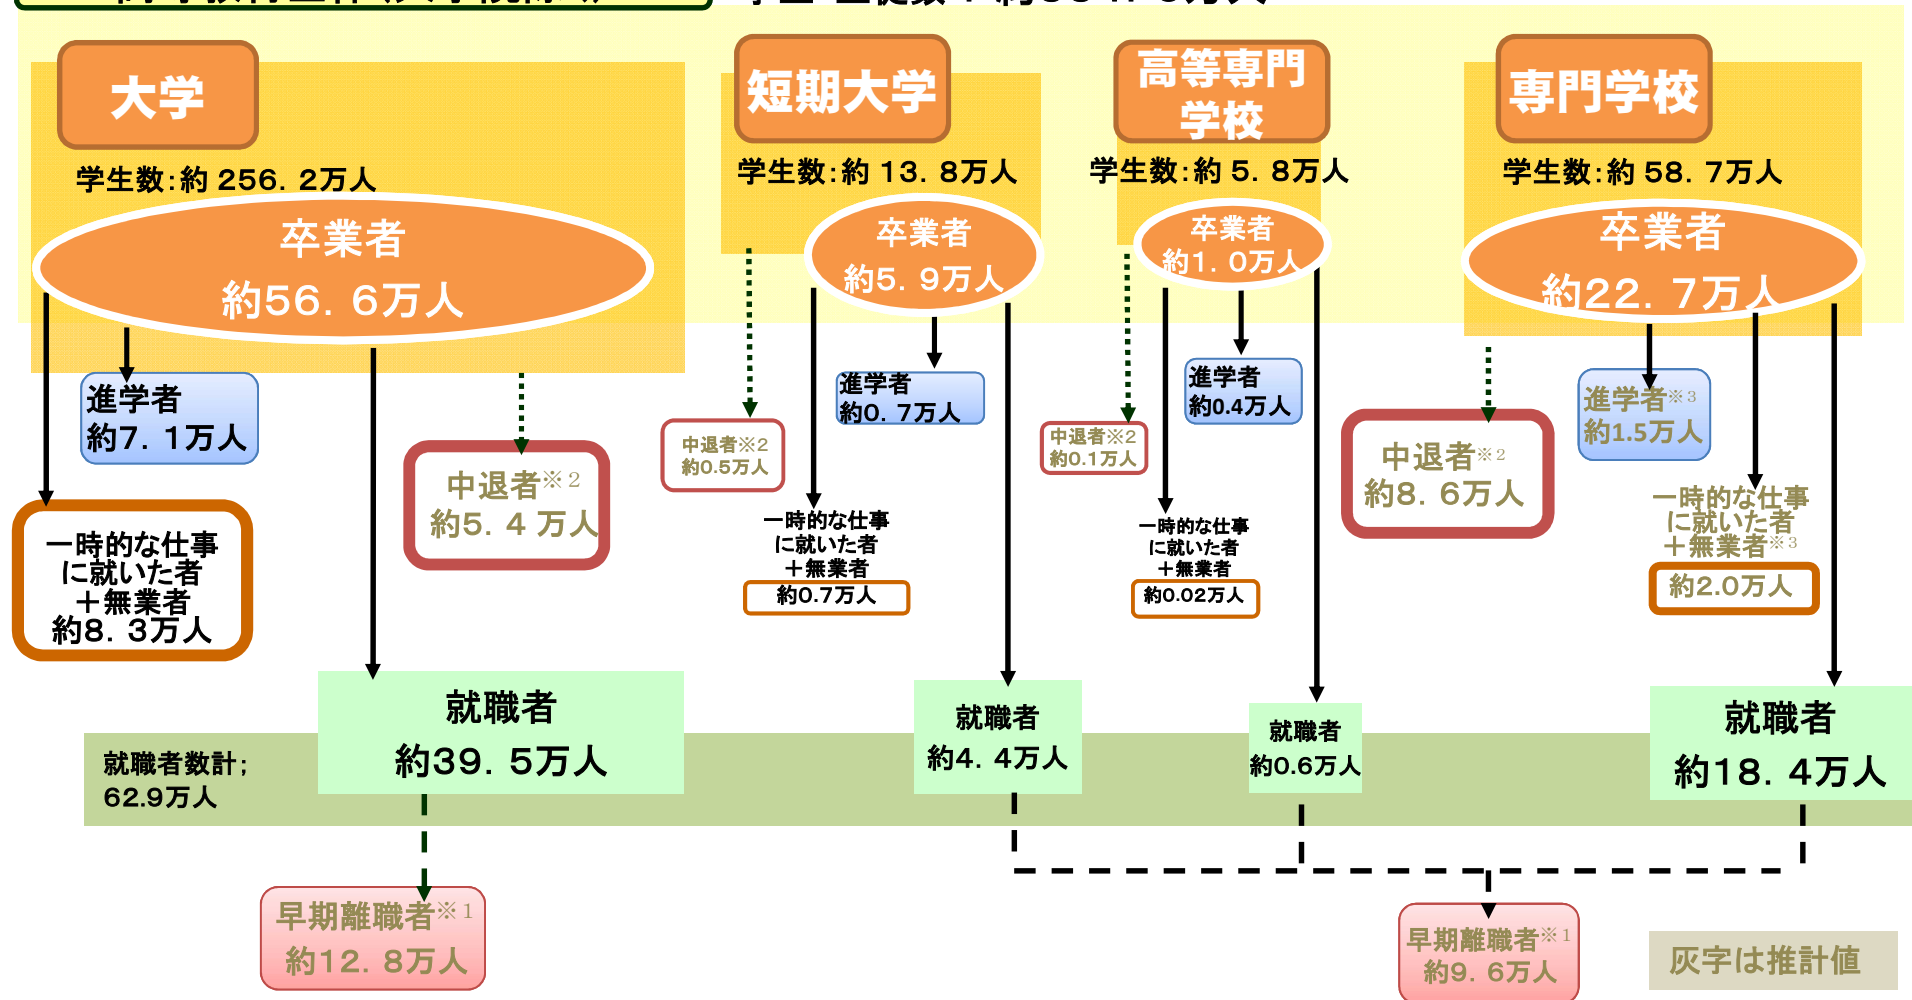 大学
学生数：約 256．2万人
卒業者
約56．6万人
進学者
約7．1万人
一時的な仕事
に就いた者
＋無業者
約8．3万人
中退者※2
約5．4 万人
就職者
約39．5万人
早期離職者※1
約12．8万人
短期大学
学生数：約 13．8万人
卒業者
約5．9万人
中退者※2
約0.5万人
進学者
約0．7万人
一時的な仕事
に就いた者
＋無業者
約0.7万人
就職者
約4．4万人
高等専門
学校
学生数：約 5．8万人
卒業者
約1．0万人
中退者※2
約0.1万人
進学者
約0.4万人
一時的な仕事
に就いた者
＋無業者
約0.02万人
就職者
約0.6万人
専門学校
学生数：約 58．7万人
卒業者
約22．7万人
中退者※2
約8．6万人
進学者※3
約1.5万人
一時的な仕事
に就いた者
＋無業者※3
約2.0万人
就職者
約18．4万人
就職者数計；
62.9万人
早期離職者※1
約9．6万人
灰字は推計値